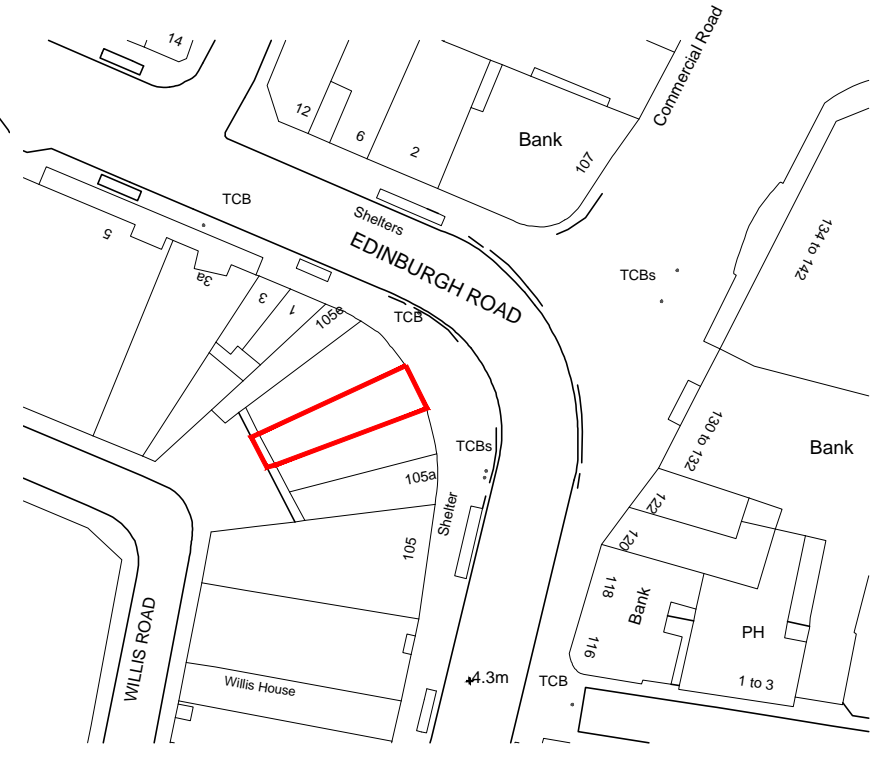 14
Commercial Road
12
6
2
Bank
107
TCB
Shelters
EDINBURGH ROAD
5
3a
3
1
105e
TCB
TCBs
134 to 142
130 to 132
Bank
TCBs
105a
Shelter
122
120
105
118
Bank
116
PH
1 to 3
WILLIS ROAD
Willis House
4.3m
TCB